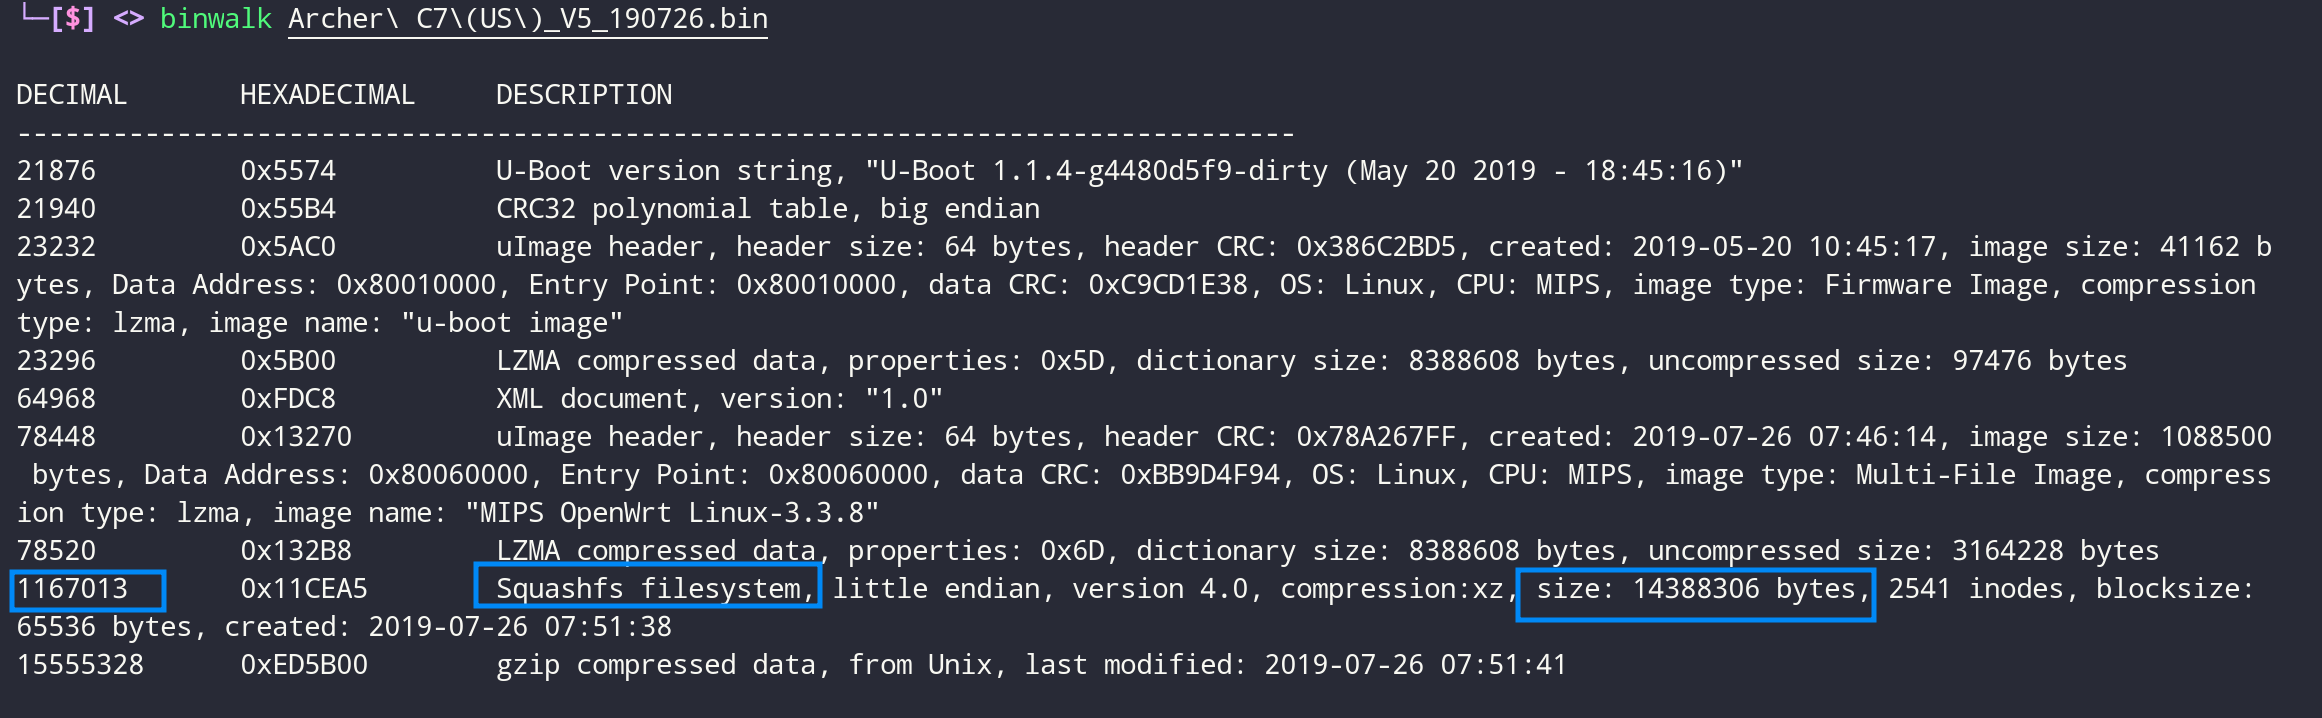 └─[$] <> binwalk Archer\ C7\(US\)_V5_190726.bin
DECIMAL       HEXADECIMAL     DESCRIPTION
--------------------------------------------------------------------------------
21876         0x5574          U-Boot version string, "U-Boot 1.1.4-g4480d5f9-dirty (May 20 2019 - 18:45:16)"
21940         0x55B4          CRC32 polynomial table, big endian
23232         0x5AC0          uImage header, header size: 64 bytes, header CRC: 0x386C2BD5, created: 2019-05-20 10:45:17, image size: 41162 b
ytes, Data Address: 0x80010000, Entry Point: 0x80010000, data CRC: 0xC9CD1E38, OS: Linux, CPU: MIPS, image type: Firmware Image, compression
type: lzma, image name: "u-boot image"
23296         0x5B00          LZMA compressed data, properties: 0x5D, dictionary size: 8388608 bytes, uncompressed size: 97476 bytes
64968         0xFDC8          XML document, version: "1.0"
78448         0x13270         uImage header, header size: 64 bytes, header CRC: 0x78A267FF, created: 2019-07-26 07:46:14, image size: 1088500
 bytes, Data Address: 0x80060000, Entry Point: 0x80060000, data CRC: 0xBB9D4F94, OS: Linux, CPU: MIPS, image type: Multi-File Image, compress
ion type: lzma, image name: "MIPS OpenWrt Linux-3.3.8"
78520         0x132B8         LZMA compressed data, properties: 0x6D, dictionary size: 8388608 bytes, uncompressed size: 3164228 bytes
1167013       0x11CEA5        Squashfs filesystem, little endian, version 4.0, compression:xz, size: 14388306 bytes, 2541 inodes, blocksize:
65536 bytes, created: 2019-07-26 07:51:38
15555328      0xED5B00        gzip compressed data, from Unix, last modified: 2019-07-26 07:51:41